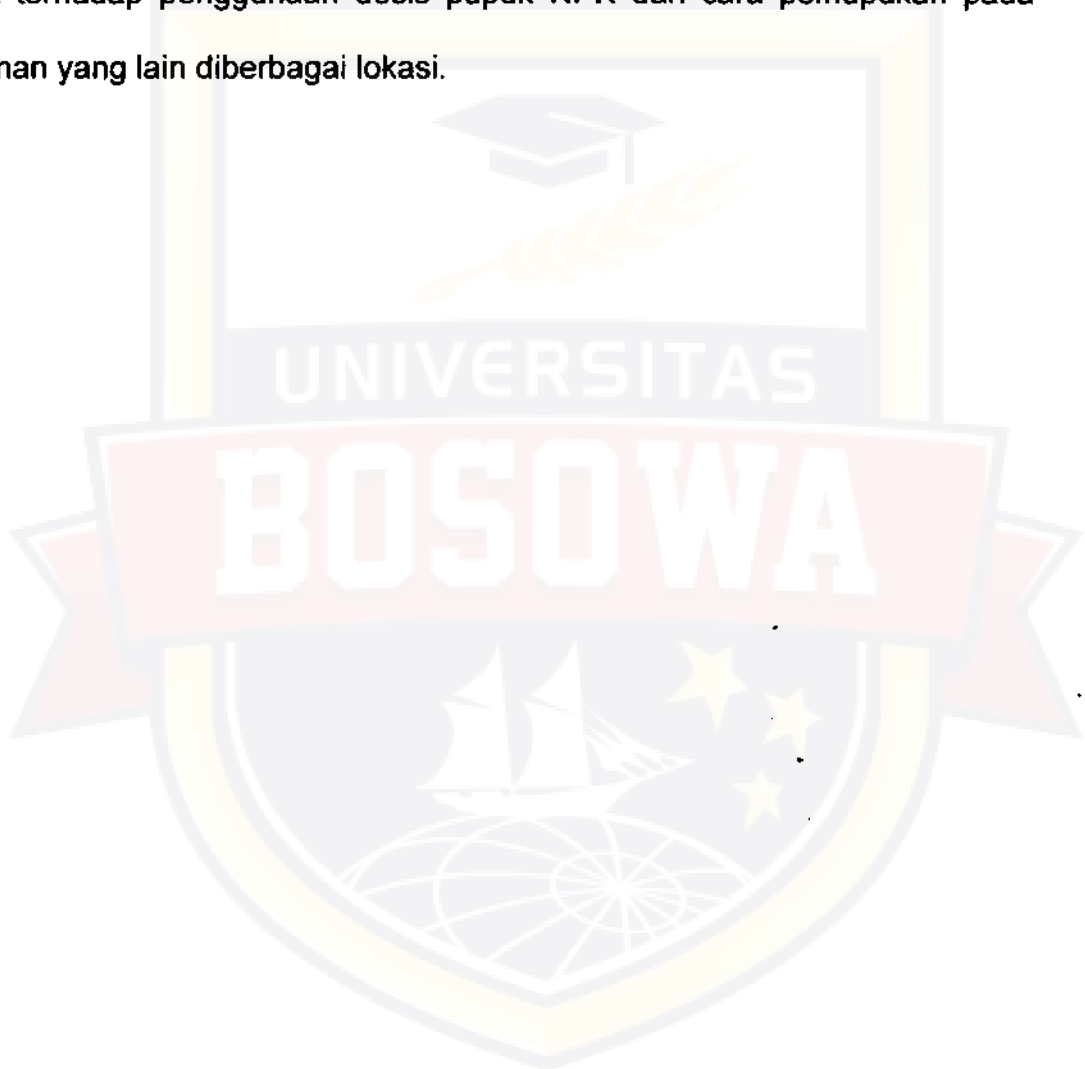 terhadap penggunaan dosis pupuk dan cara pemupukan pada
man yang lain diberbagai lokasi.
UNIVERSITAS
BOSOWA